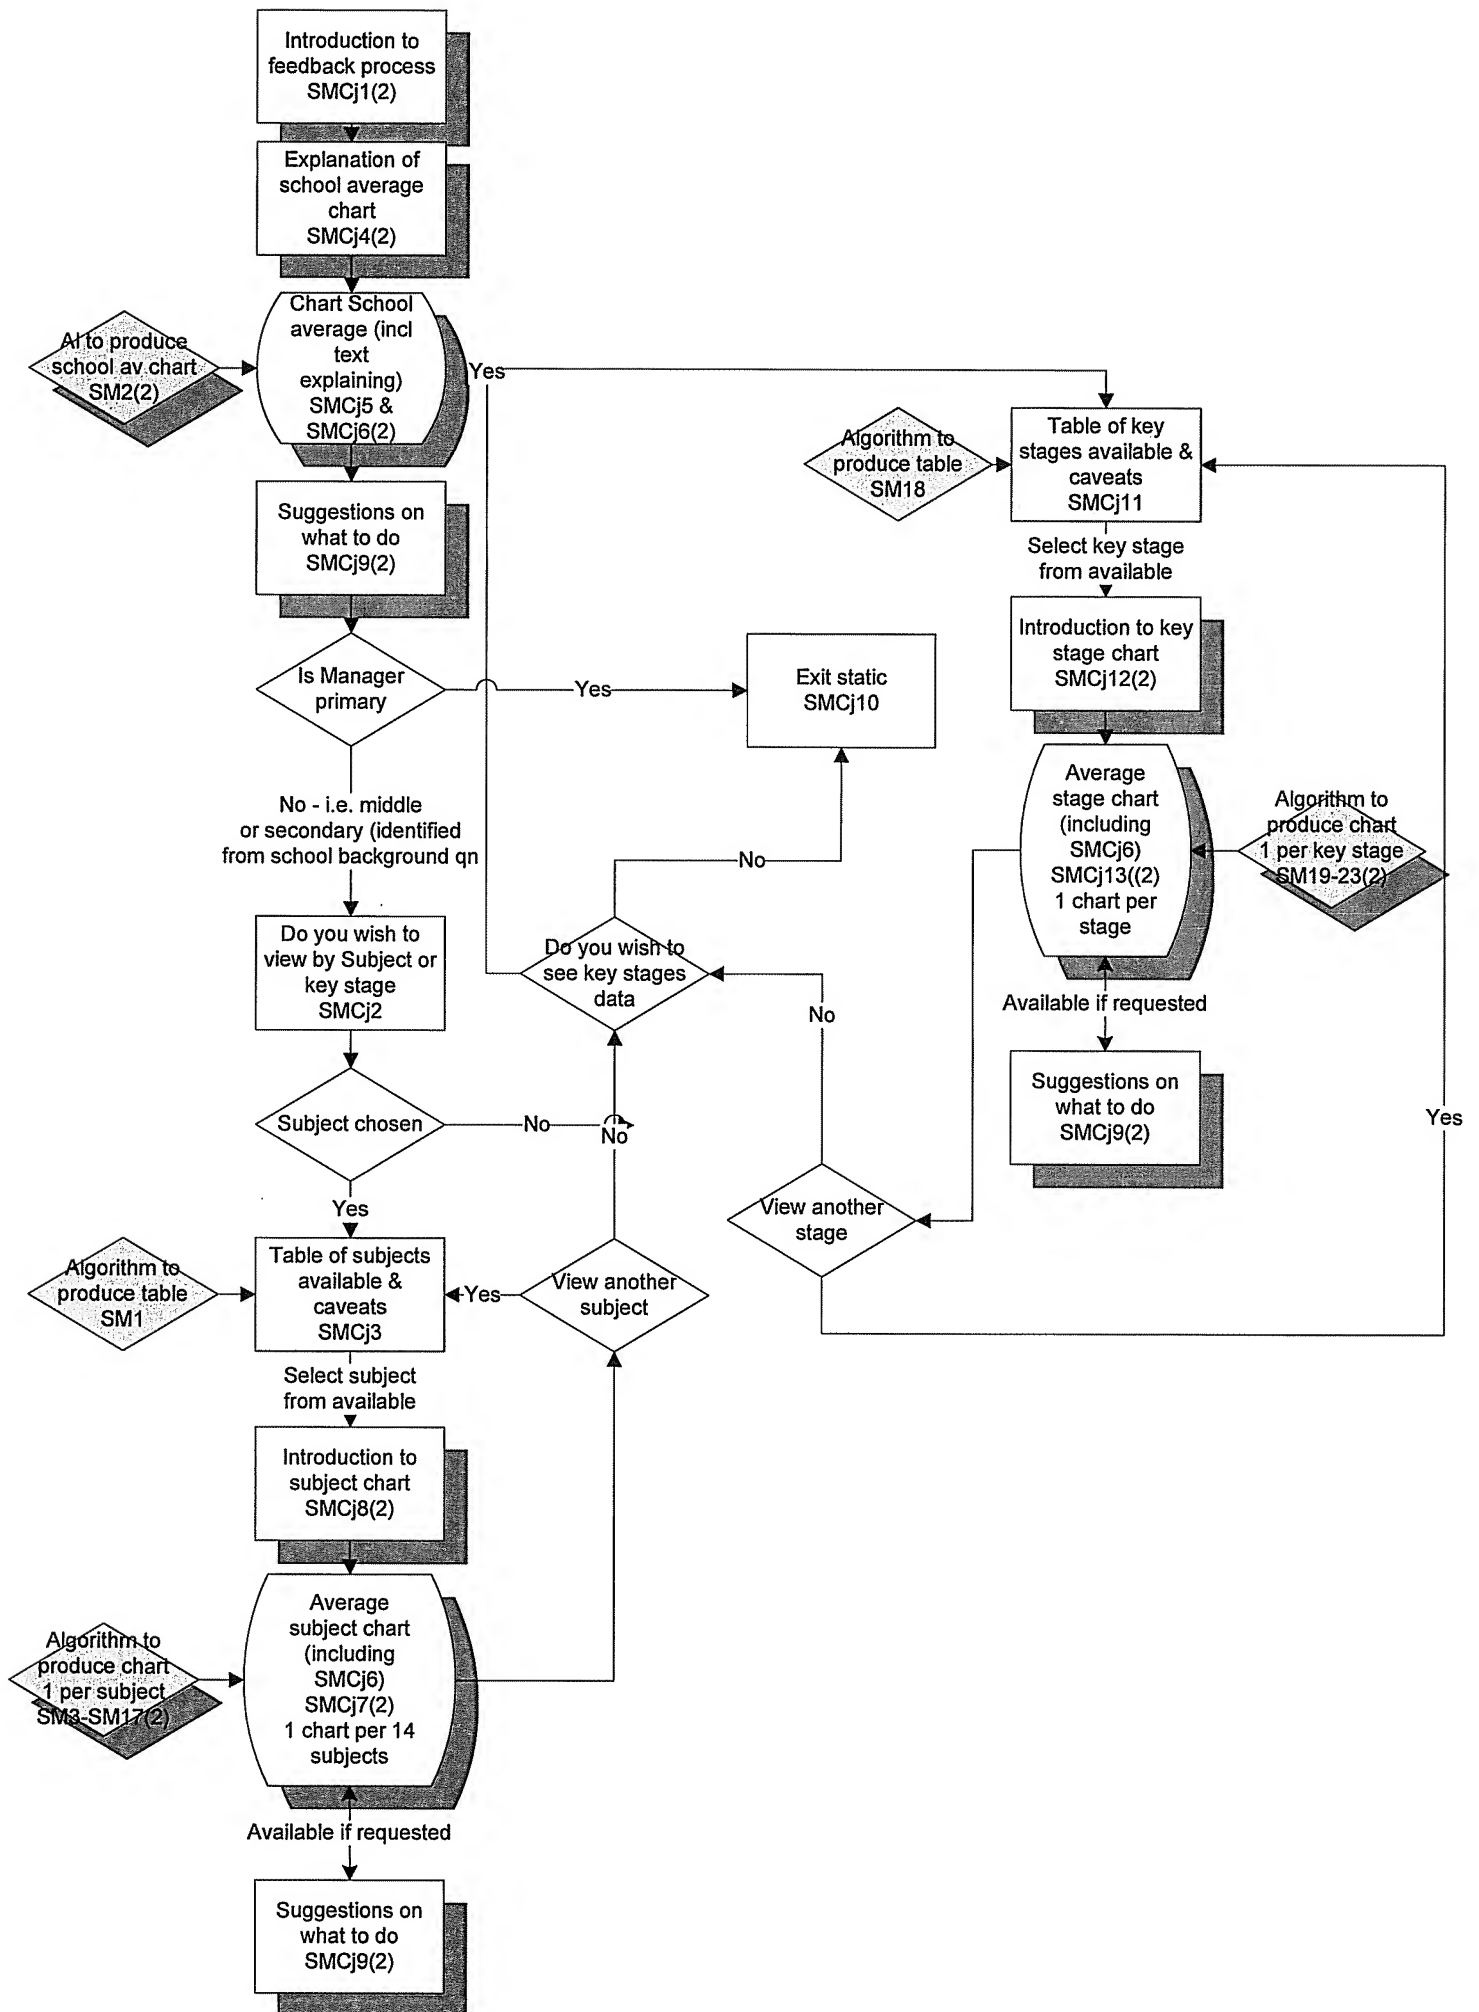 Introduction to
feedback process
SMCj1(2)
Explanation of
school average
chart
SMCj4(2)
Chart School
average (incl
text
explaining)
SMCj5 &
SMCj6(2)
Al to produce
school av chart
SM2(2)
Yes
Suggestions on
what to do
SMCj9(2)
Is Manager
primary
Yes
Exit static
SMCj10
No - i.e. middle
or secondary (identified
from school background qn
Do you wish to
view by Subject or
key stage
SMCj2
Subject chosen
No
Yes
Algorithm to
produce table
SM1
Table of subjects
available &
caveats
SMCj3
Yes
View another
subject
No
Do you wish to
see key stages
data
No
Select subject
from available
Introduction to
subject chart
SMCj8(2)
Algorithm to
produce chart
1 per subject
SM3-SM17(2)
Average
subject chart
(including
SMCj6)
SMCj7(2)
1 chart per 14
subjects
Available if requested
Suggestions on
what to do
SMCj9(2)
Algorithm to
produce table
SM18
Table of key
stages available &
caveats
SMCj11
Select key stage
from available
Introduction to key
stage chart
SMCj12(2)
Average
stage chart
(including
SMCj6)
SMCj13((2)
1 chart per
stage
Algorithm to
produce chart
1 per key stage
SM19-23(2)
Available if requested
Suggestions on
what to do
SMCj9(2)
No
View another
stage
Yes